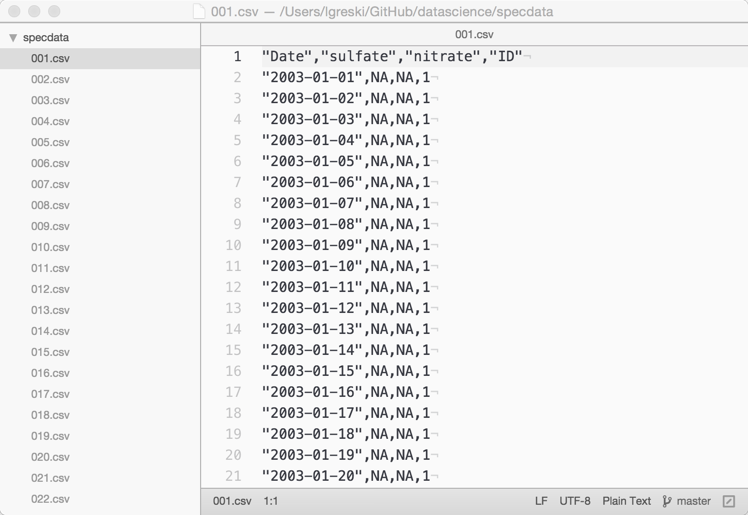 001.csv — /Users/lgreski/GitHub/datascience/specdata
specdata
001.csv
002.csv
003.csv
004.csv
005.csv
006.csv
007.csv
008.csv
009.csv
010.csv
011.csv
012.csv
013.csv
014.csv
015.csv
016.csv
017.csv
018.csv
019.csv
020.csv
021.csv
022.csv
001.csv
1 "Date","sulfate","nitrate","ID"¬
2 "2003-01-01",NA,NA,1¬
3 "2003-01-02",NA,NA,1¬
4 "2003-01-03",NA,NA,1¬
5 "2003-01-04",NA,NA,1¬
6 "2003-01-05",NA,NA,1¬
7 "2003-01-06",NA,NA,1¬
8 "2003-01-07",NA,NA,1¬
9 "2003-01-08",NA,NA,1¬
10 "2003-01-09",NA,NA,1¬
11 "2003-01-10",NA,NA,1¬
12 "2003-01-11",NA,NA,1¬
13 "2003-01-12",NA,NA,1¬
14 "2003-01-13",NA,NA,1¬
15 "2003-01-14",NA,NA,1¬
16 "2003-01-15",NA,NA,1¬
17 "2003-01-16",NA,NA,1¬
18 "2003-01-17",NA,NA,1¬
19 "2003-01-18",NA,NA,1¬
20 "2003-01-19",NA,NA,1¬
21 "2003-01-20",NA,NA,1¬
001.csv 1:1 LF UTF-8 Plain Text master